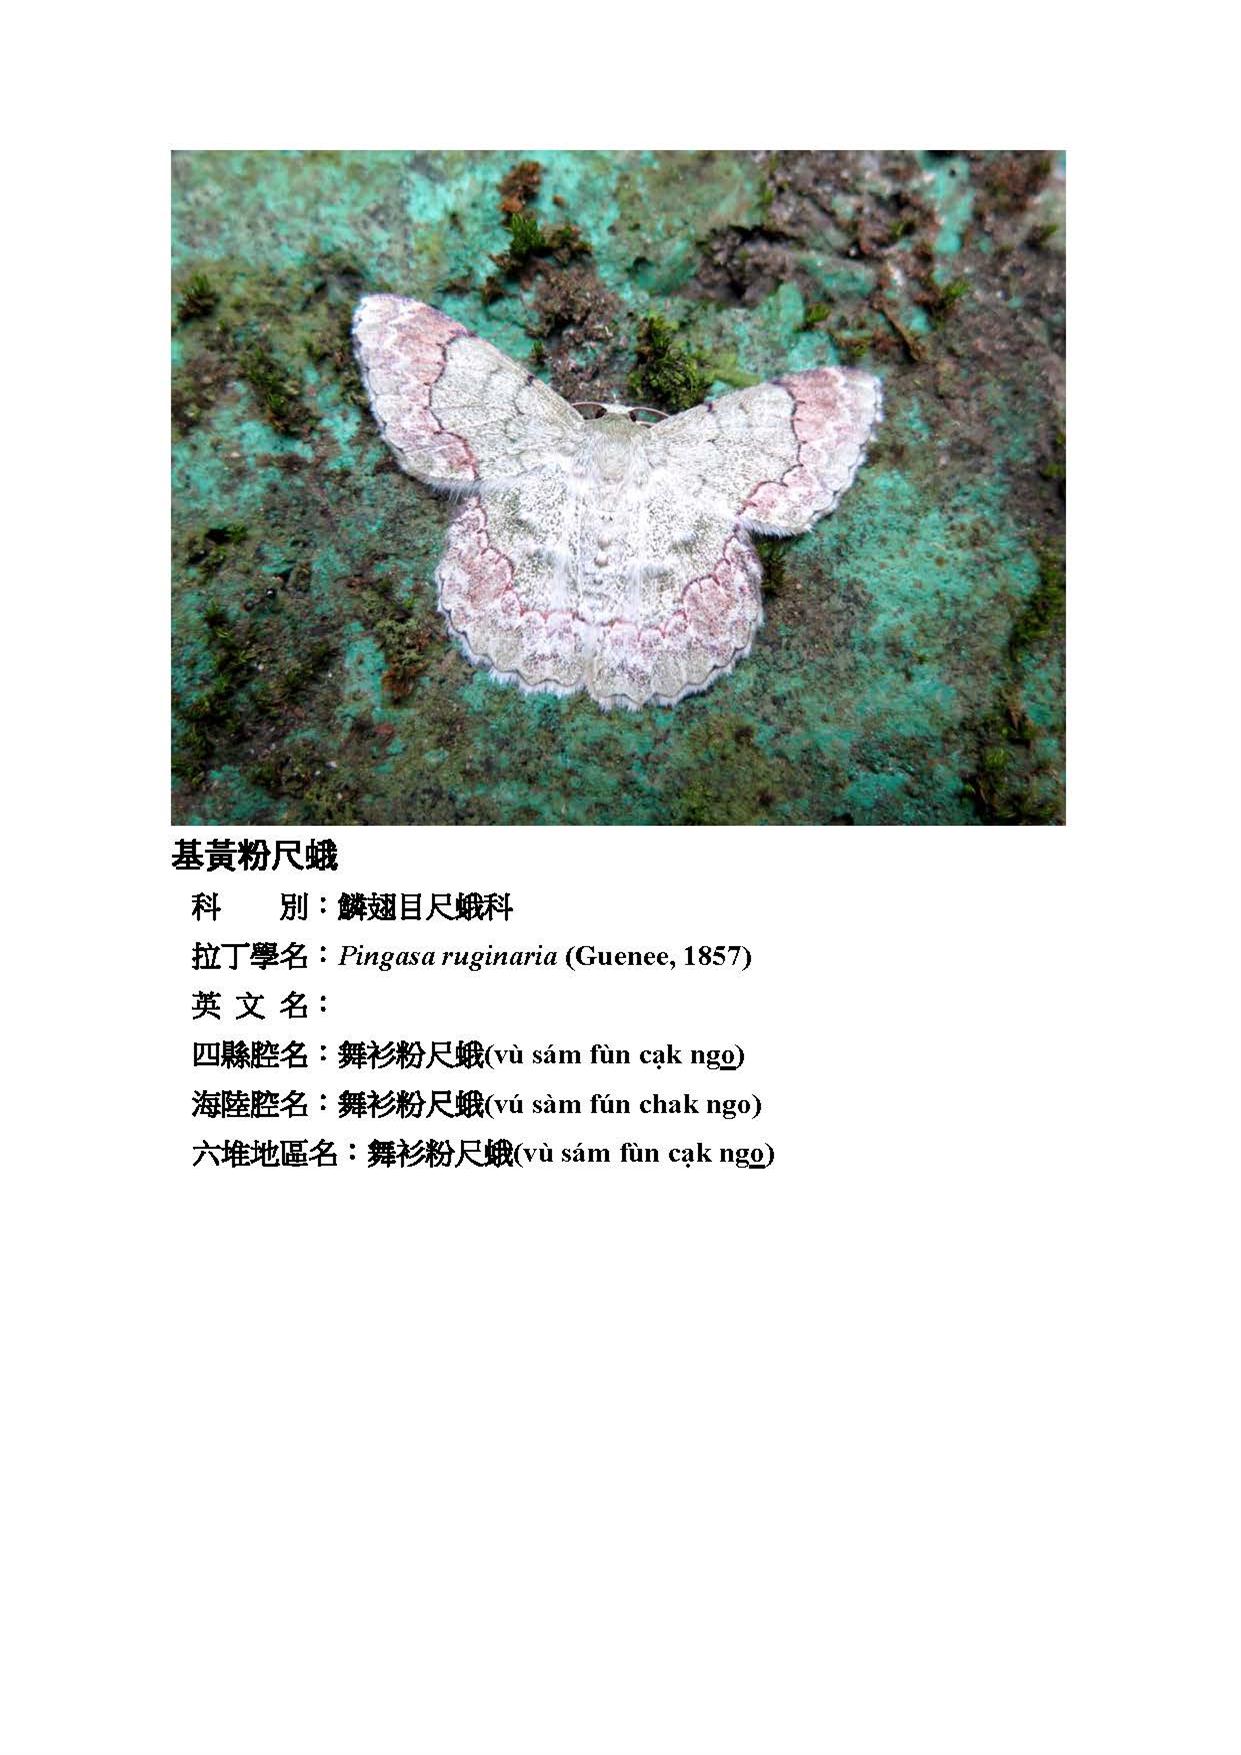 基黃粉尺蛾
科　　別：鱗翅目尺蛾科
拉丁學名：Pingasa ruginaria (Guenee, 1857)
英 文 名：
四縣腔名：舞衫粉尺蛾(vù sám fùn cạk ngo̲)
海陸腔名：舞衫粉尺蛾(vú sàm fún chak ngo)
六堆地區名：舞衫粉尺蛾(vù sám fùn cạk ngo̲)